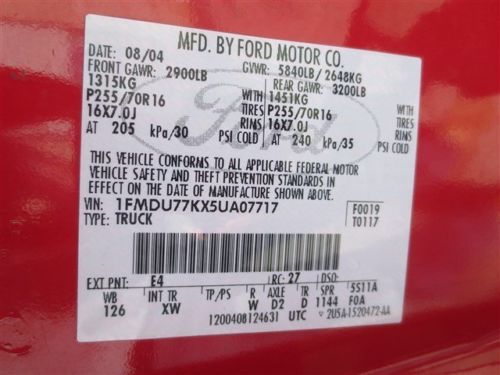 MFD. BY FORD MOTOR CO.
DATE: 08/04 GVWR: 5840LB/ 2648KG
FRONT GAWR: 2900LB REAR GAWR: 3200LB
1315KG WITH 1451KG WITH
P255/70R16 TIRES P255/70R16 TIRES
16X7.0J RIMS 16X7.0J RIMS
AT 205 kPa/30 PSI COLD AT 240 kPa/35 PSI COLD
Ford
THIS VEHICLE CONFORMS TO ALL APPLICABLE FEDERAL MOTOR
VEHICLE SAFETY AND THEFT PREVENTION STANDARDS IN
EFFECT ON THE DATE OF MANUFACTURE SHOWN ABOVE.
VIN: 1FMDU77KX5UA07717 F0019
TYPE: TRUCK T0117
EXT PNT: E4 RC: 27 DSO:
WB INT TR TP/PS R AXLE TR SPR 5S11A
126 XW W D2 D 1144 F0A
1200408124631 UTC 2U5A-1520472-AA